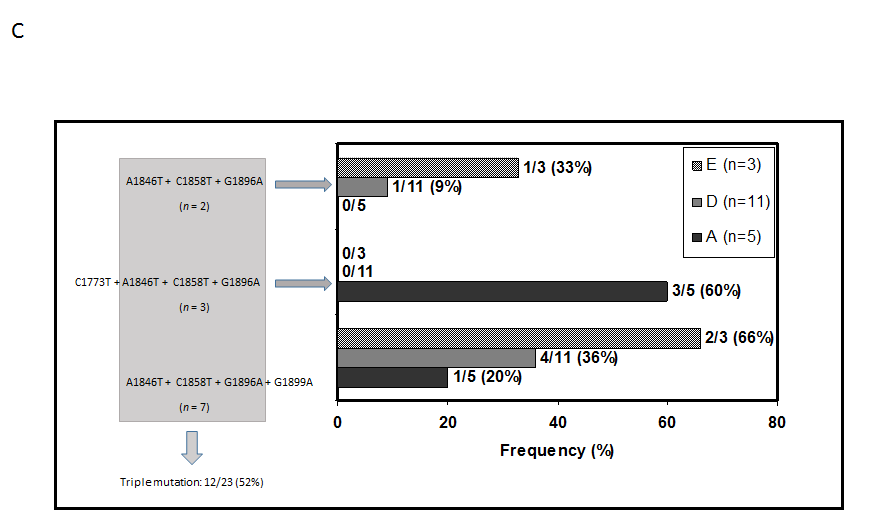 C
A1846T + C1858T + G1896A
(n = 2)
1/3 (33%)
1/11 (9%)
0/5
C1773T + A1846T + C1858T + G1896A
(n = 3)
0/3
0/11
3/5 (60%)
A1846T + C1858T + G1896A + G1899A
(n = 7)
2/3 (66%)
4/11 (36%)
1/5 (20%)
E (n=3)
D (n=11)
A (n=5)
0 20 40 60 80
Frequency (%)
Triple mutation: 12/23 (52%)